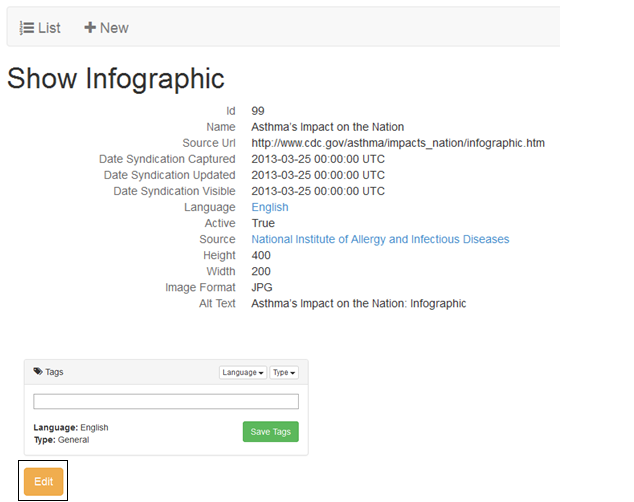 List New
Show Infographic
Id 99
Name Asthma's Impact on the Nation
Source Url http://www.cdc.gov/asthma/impacts_nation/infographic.htm
Date Syndication Captured 2013-03-25 00:00:00 UTC
Date Syndication Updated 2013-03-25 00:00:00 UTC
Date Syndication Visible 2013-03-25 00:00:00 UTC
Language English
Active True
Source National Institute of Allergy and Infectious Diseases
Height 400
Width 200
Image Format JPG
Alt Text Asthma's Impact on the Nation: Infographic
Tags Language Type
Language: English
Type: General
Save Tags
Edit